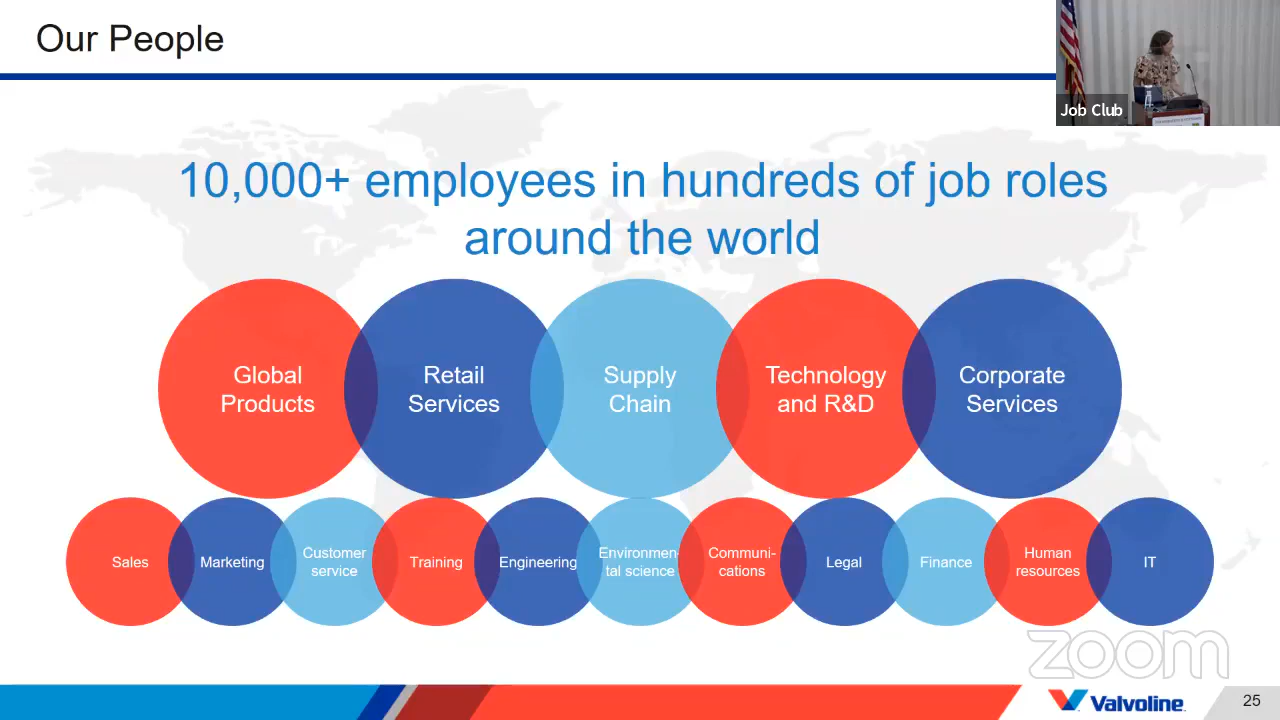 Our People
Job Club
10,000+ employees in hundreds of job roles
around the world
Global
Products
Retail
Services
Supply
Chain
Technology
and R&D
Corporate
Services
Sales
Marketing
Customer
service
Training
Engineering
Environmen-
tal science
Communi-
cations
Legal
Finance
Human
resources
IT
zoom
Valvoline
25